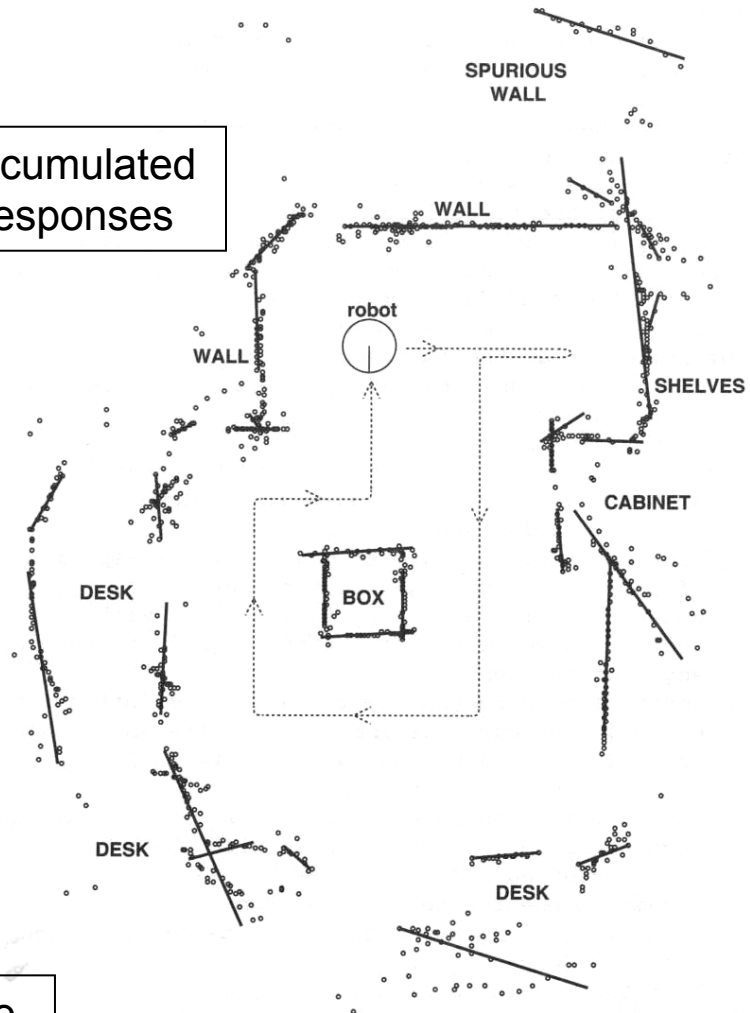 SPURIOUS
WALL
cumulated
esponses
WALL
robot
WALL
SHELVES
CABINET
DESK
BOX
DESK
DESK